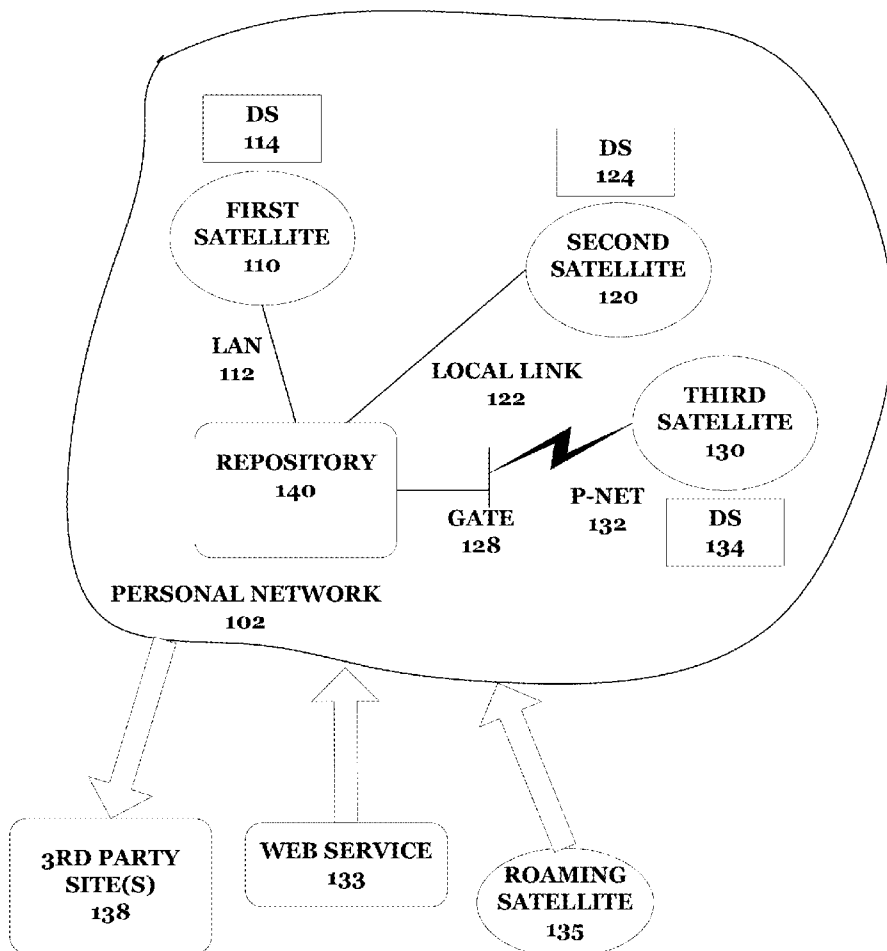 DS
114
DS
124
FIRST
SATELLITE
110
SECOND
SATELLITE
120
LAN
112
LOCAL LINK
122
THIRD
SATELLITE
130
REPOSITORY
140
GATE
128
P-NET
132
DS
134
PERSONAL NETWORK
102
3RD PARTY
SITE(S)
138
WEB SERVICE
133
ROAMING
SATELLITE
135